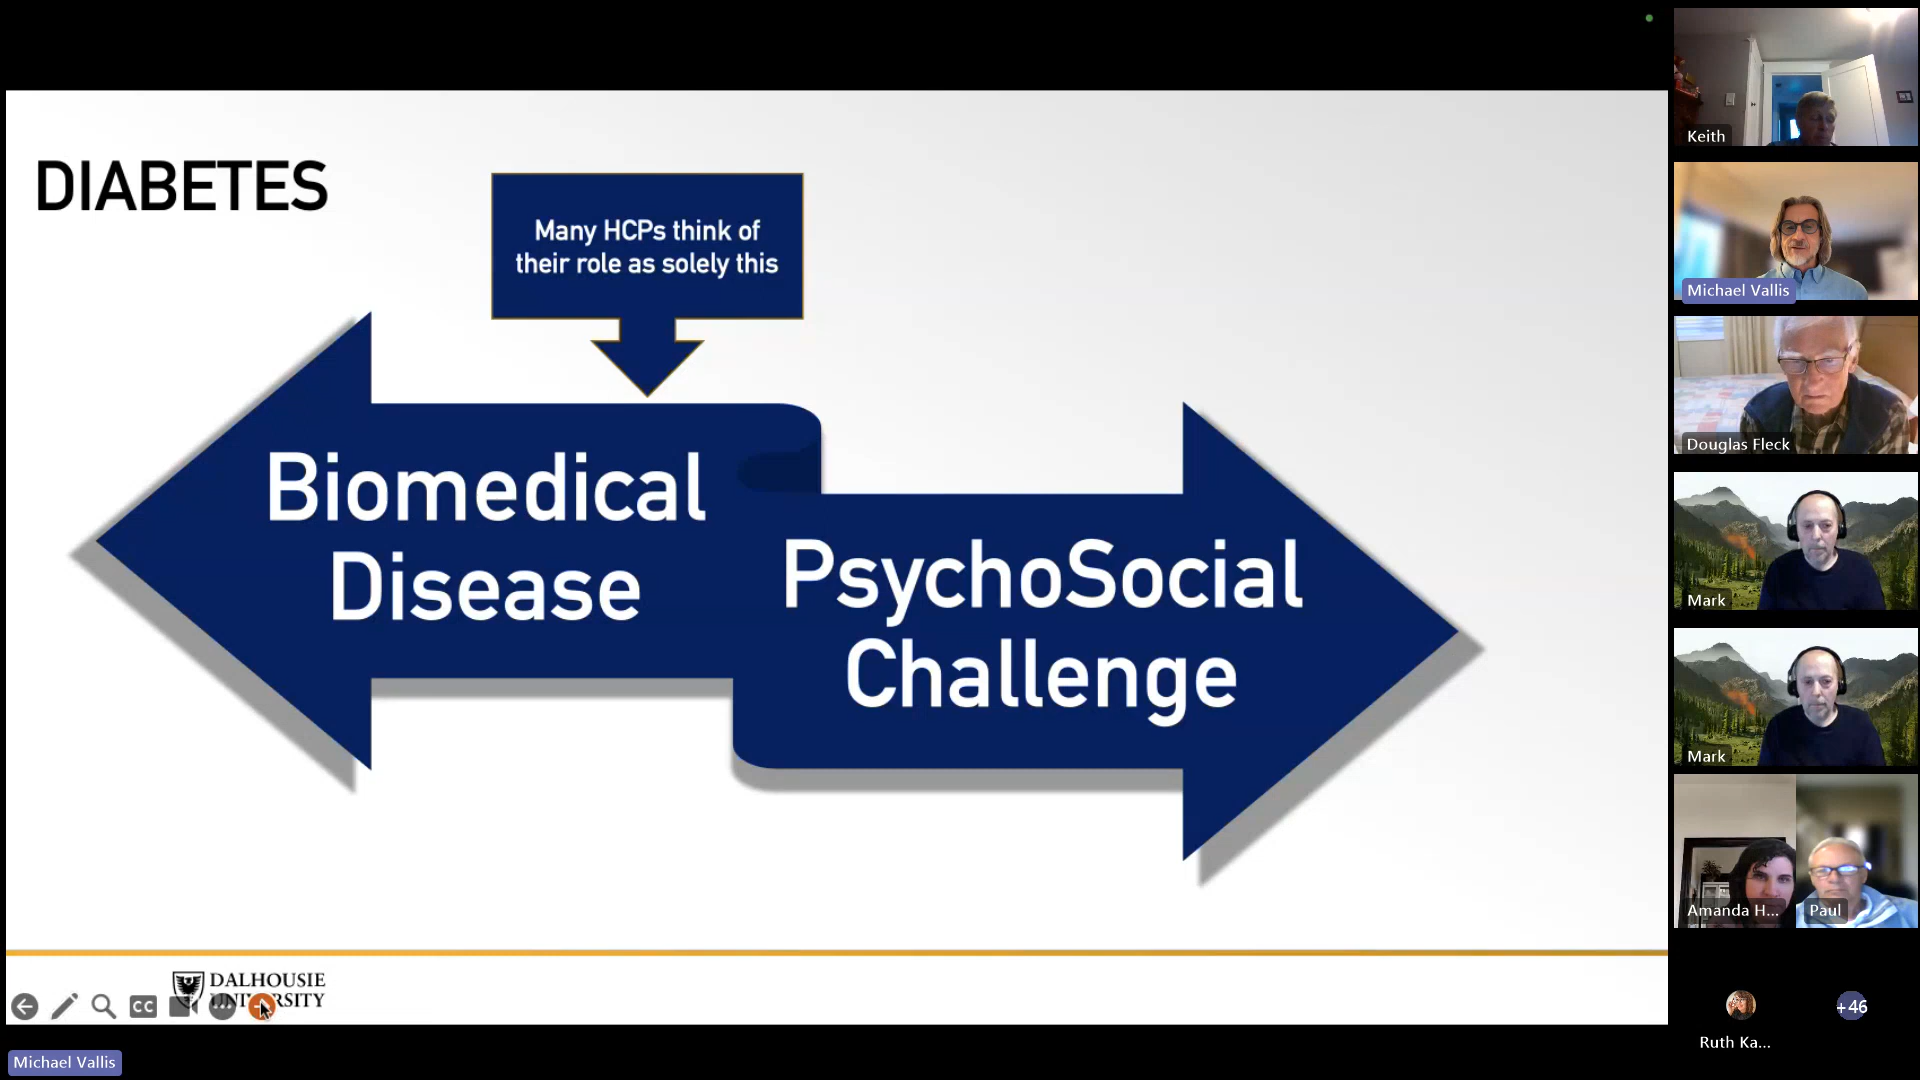 DIABETES
Many HCPs think of
their role as solely this
Biomedical
Disease
PsychoSocial
Challenge
DALHOUSIE
UNIVERSITY
CC
Michael Vallis
Keith
Michael Vallis
Douglas Fleck
Mark
Mark
Amanda H...
Paul
Ruth Ka...
+46